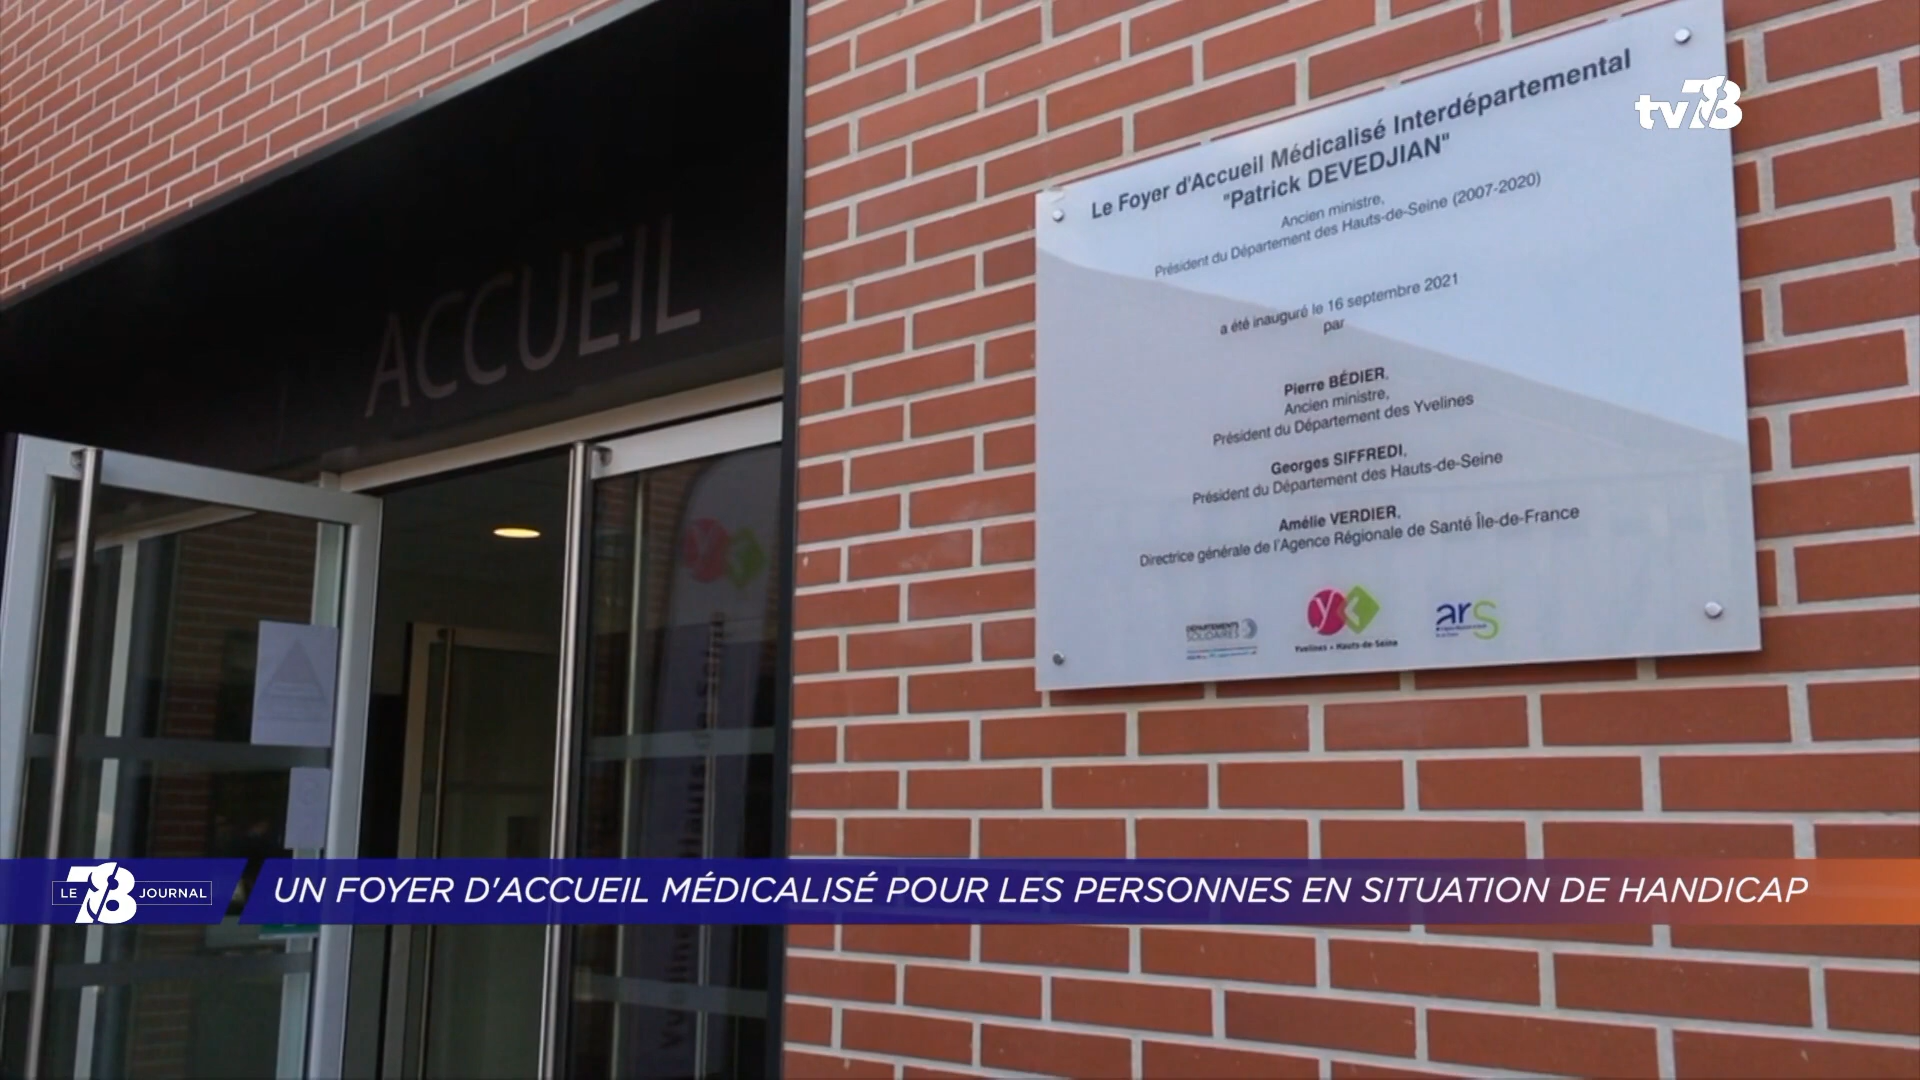 Le Foyer d'Accueil Médicalisé Interdépartemental
"Patrick DEVEDJIAN"
Ancien ministre,
Président du Département des Hauts-de-Seine (2007-2020)
a été inauguré le 16 septembre 2021
par
Pierre BÉDIER,
Ancien ministre,
Président du Département des Yvelines
Georges SIFFREDI,
Président du Département des Hauts-de-Seine
Amélie VERDIER,
Directrice générale de l'Agence Régionale de Santé Île-de-France
DÉPARTEMENTS
SOLIDAIRES
Yvelines • Hauts-de-Seine
ars
tv78
ACCUEIL
LE 78 JOURNAL
UN FOYER D'ACCUEIL MÉDICALISÉ POUR LES PERSONNES EN SITUATION DE HANDICAP